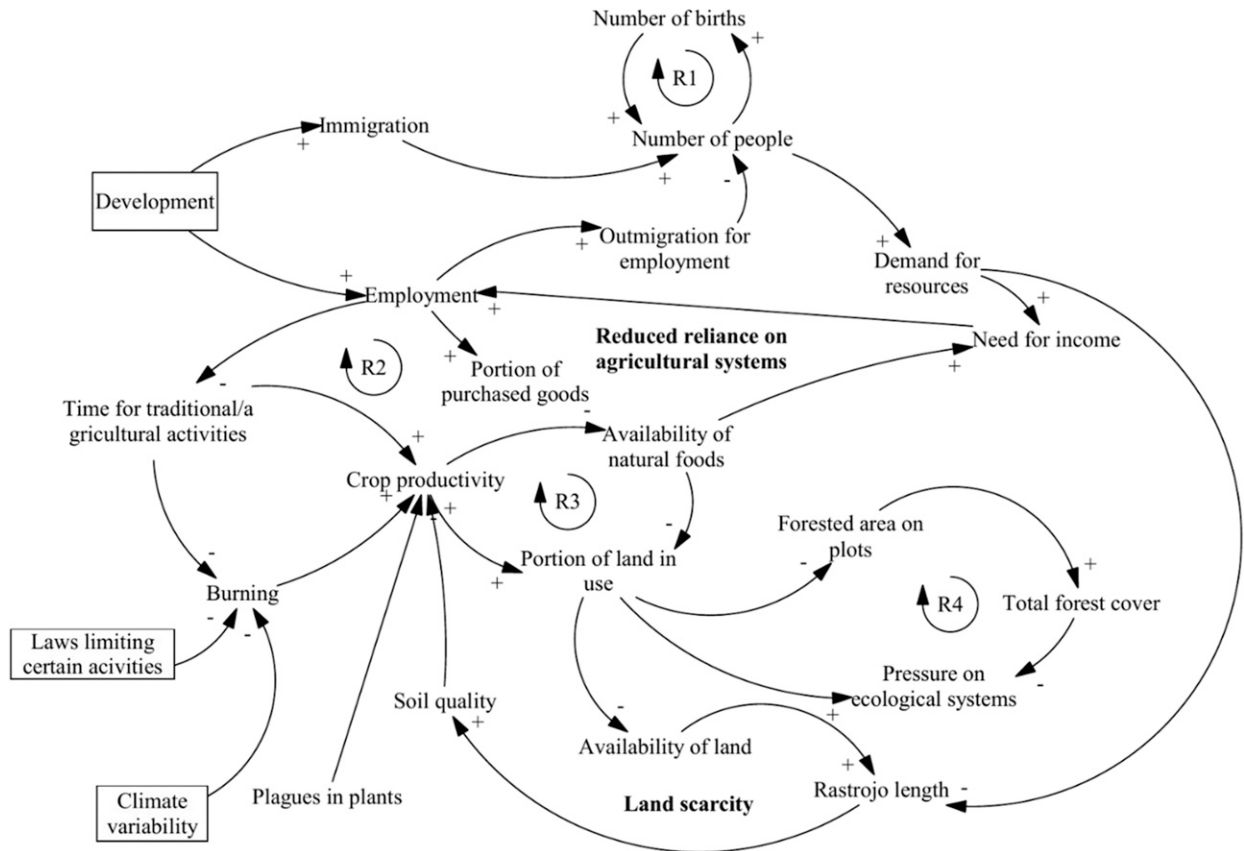 Number of births
+
R1
+
Number of people
Immigration
+
+
-
Development
Outmigration for
employment
+
+
Demand for
resources
+
Employment
+
+
Need for income
+
Reduced reliance on
agricultural systems
R2
+
Portion of
purchased goods
-
Time for traditional/a
gricultural activities
-
Availability of
natural foods
+
Crop productivity
+
+
-
R3
-
Forested area on
plots
-
Portion of land in
use
+
-
+
Burning
-
-
R4
Total forest cover
Laws limiting
certain acivities
Pressure on
ecological systems
-
+
Soil quality
+
-
Availability of land
+
Rastrojo length
-
Climate
variability
Plagues in plants
Land scarcity